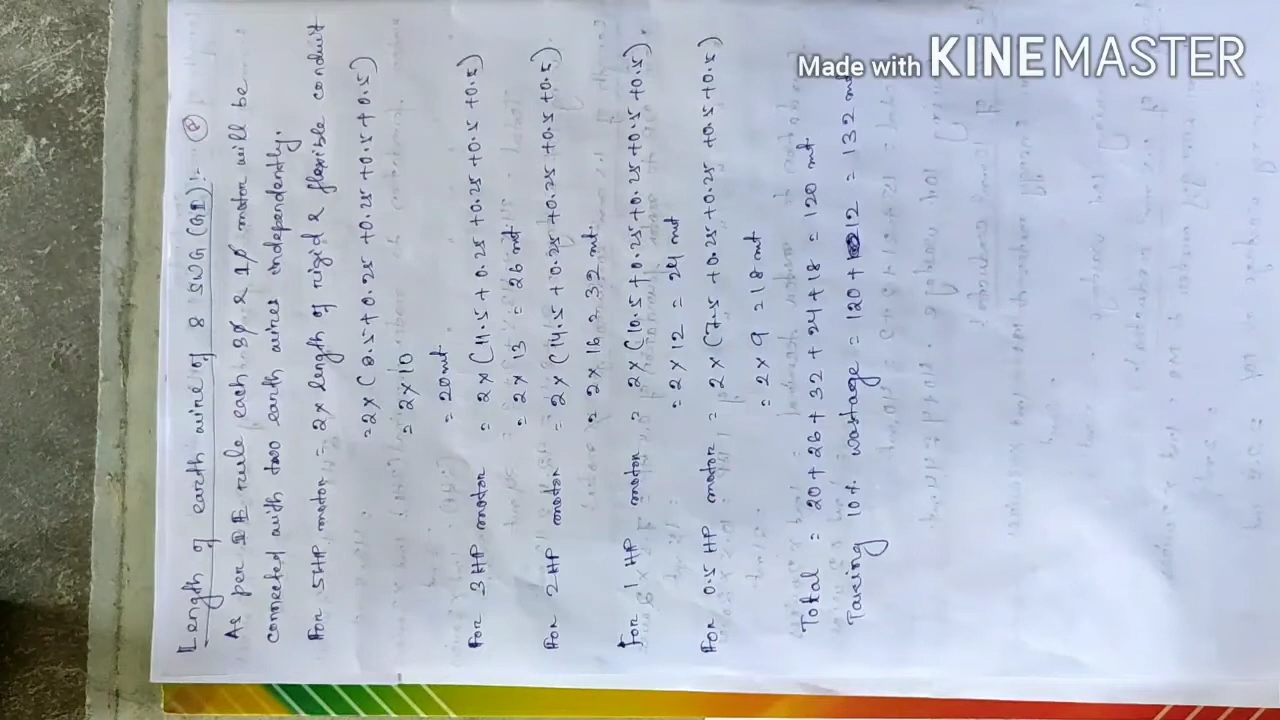 Length of earth wire of 8 SWG (GI):- (P)
As per IE rule each 3φ & 1φ motor will be
connected with two earth wires independently.
For 5HP motor = 2 x length of rigid & flexible conduit
= 2 x (8.5 + 0.25 + 0.25 + 0.5 + 0.5)
= 2 x 10
= 20 mt
For 3HP motor = 2 x (11.5 + 0.25 + 0.25 + 0.5 + 0.5)
= 2 x 13 = 26 mt
For 2HP motor = 2 x (14.5 + 0.25 + 0.25 + 0.5 + 0.5)
= 2 x 16 = 32 mt.
For 1 HP motor = 2 x (10.5 + 0.25 + 0.25 + 0.5 + 0.5).
= 2 x 12 = 24 mt
For 0.5 HP motor = 2 x (7.5 + 0.25 + 0.25 + 0.5 + 0.5)
= 2 x 9 = 18 mt
Total = 20 + 26 + 32 + 24 + 18 = 120 mt.
Taking 10% wastage = 120 + 12 = 132 mt
Made with KINEMASTER